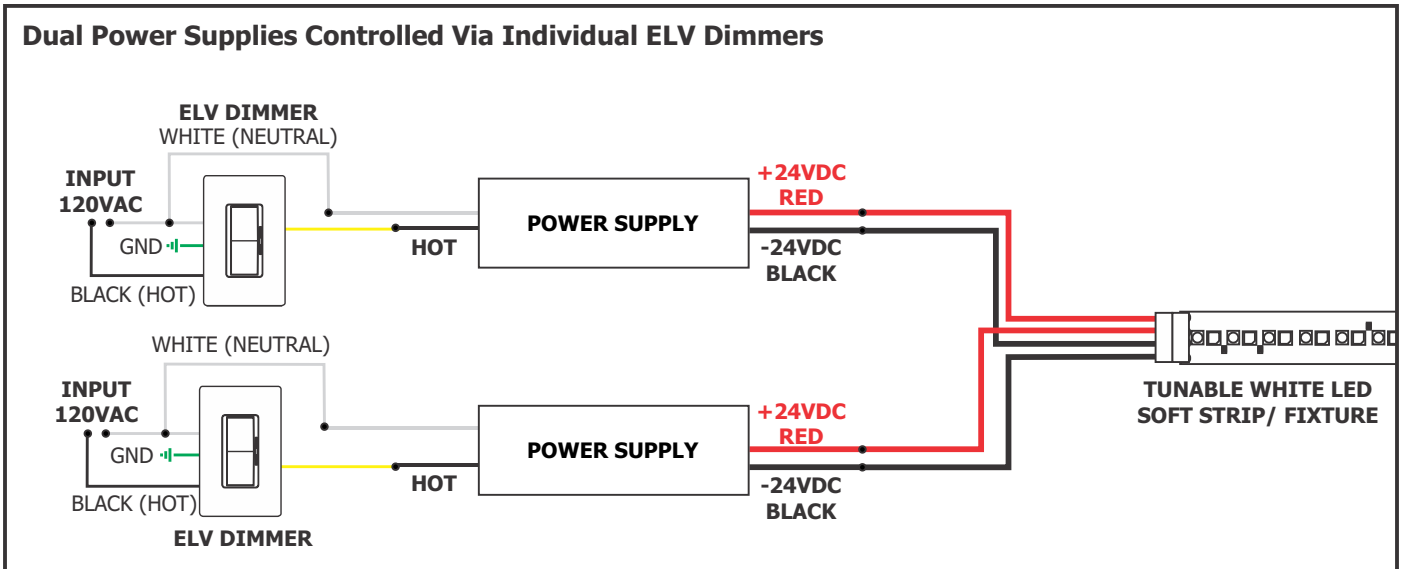 Dual Power Supplies Controlled Via Individual ELV Dimmers
ELV DIMMER
WHITE (NEUTRAL)
INPUT
120VAC
GND
BLACK (HOT)
HOT
POWER SUPPLY
+24VDC
RED
-24VDC
BLACK
WHITE (NEUTRAL)
INPUT
120VAC
GND
BLACK (HOT)
ELV DIMMER
HOT
POWER SUPPLY
+24VDC
RED
-24VDC
BLACK
TUNABLE WHITE LED
SOFT STRIP/ FIXTURE